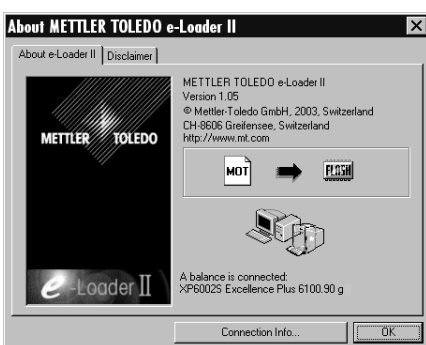 About METTLER TOLEDO e-Loader II
About e-Loader II
Disclaimer
METTLER TOLEDO
e-Loader II
METTLER TOLEDO e-Loader II
Version 1.05
© Mettler-Toledo GmbH, 2003, Switzerland
CH-8606 Greifensee, Switzerland
http://www.mt.com
MOT
FLASH
A balance is connected:
XP6002S Excellence Plus 6100.90 g
Connection Info...
OK